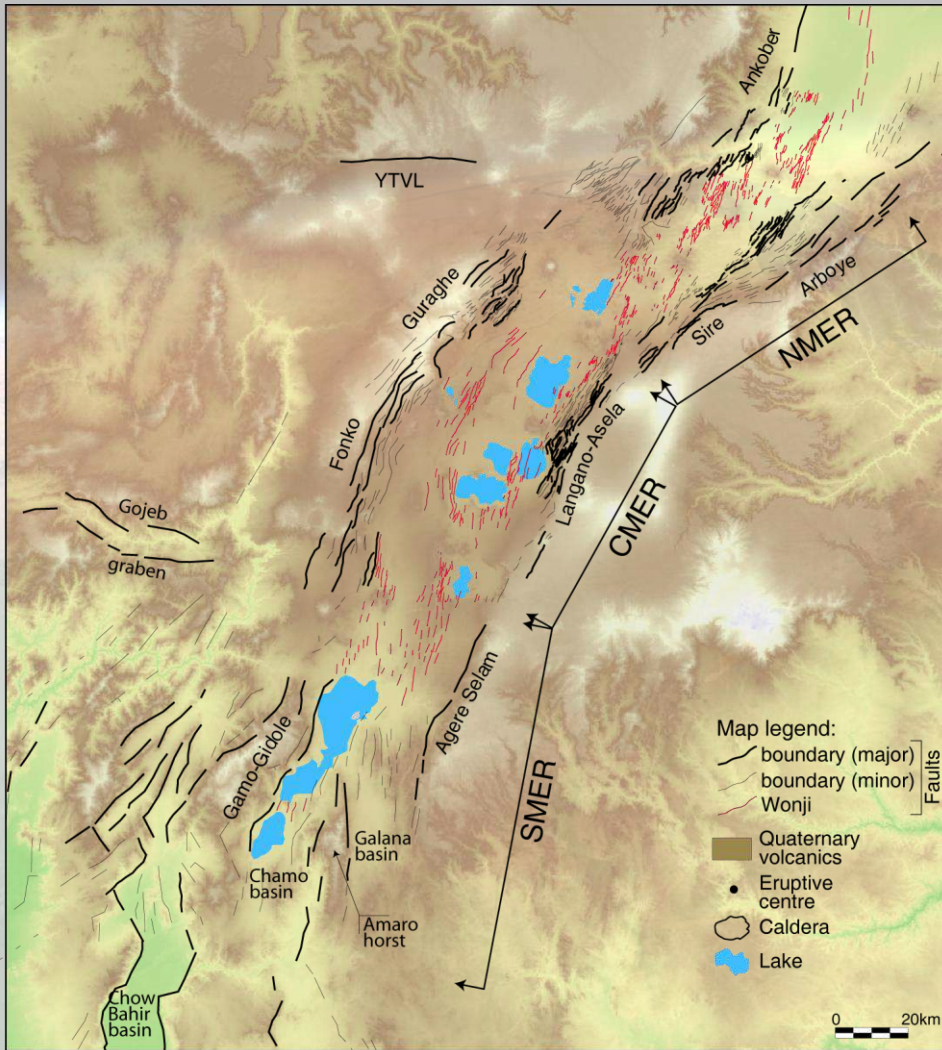 Ankober
YTVL
Guraghe
Arboye
Sire
NMER
Fonko
Langano-Asela
CMER
Gojeb
graben
Agere Selam
Gamo-Gidole
SMER
Galana
basin
Chamo
basin
Amaro
horst
Chow
Bahir
basin
Map legend:
boundary (major)
boundary (minor)
Wonji
Faults
Quaternary
volcanics
Eruptive
centre
Caldera
Lake
0 20km